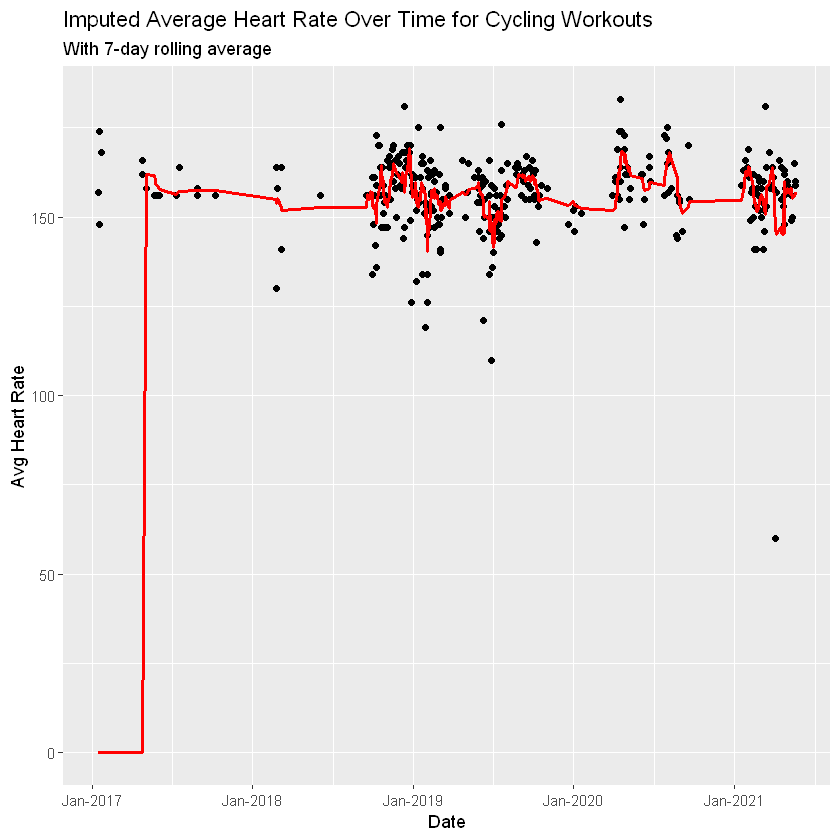 Imputed Average Heart Rate Over Time for Cycling Workouts
With 7-day rolling average
150
100
50
0
Avg Heart Rate
Jan-2017 Jan-2018 Jan-2019 Jan-2020 Jan-2021
Date